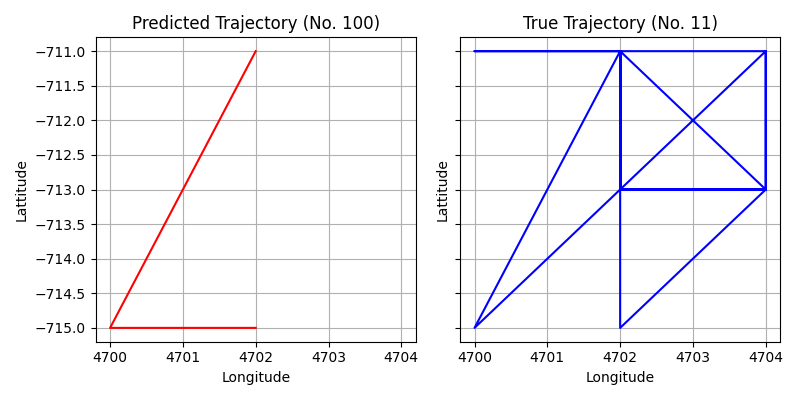 Predicted Trajectory (No. 100)
−711.0
−711.5
−712.0
−712.5
−713.0
−713.5
−714.0
−714.5
−715.0
Lattitude
4700 4701 4702 4703 4704
Longitude
True Trajectory (No. 11)
Lattitude
4700 4701 4702 4703 4704
Longitude